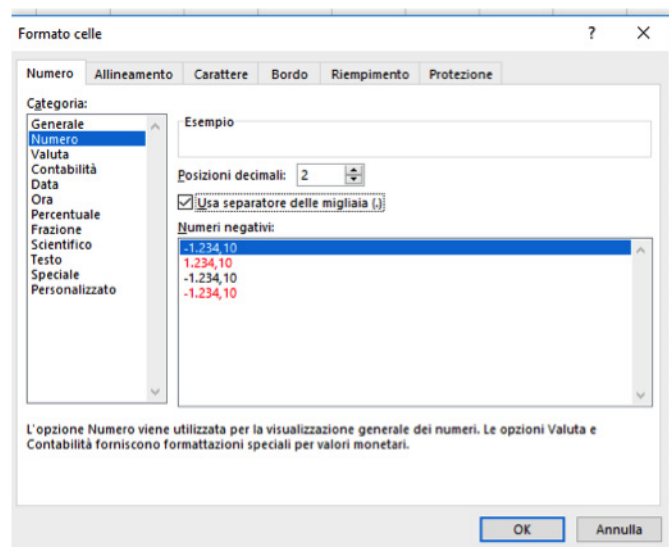 Formato celle
?
Numero Allineamento Carattere Bordo Riempimento Protezione
Categoria:
Generale
Numero
Valuta
Contabilità
Data
Ora
Percentuale
Frazione
Scientifico
Testo
Speciale
Personalizzato
Esempio
Posizioni decimali: 2
Usa separatore delle migliaia (.)
Numeri negativi:
-1.234,10
1.234,10
-1.234,10
-1.234,10
L'opzione Numero viene utilizzata per la visualizzazione generale dei numeri. Le opzioni Valuta e
Contabilità forniscono formattazioni speciali per valori monetari.
OK Annulla